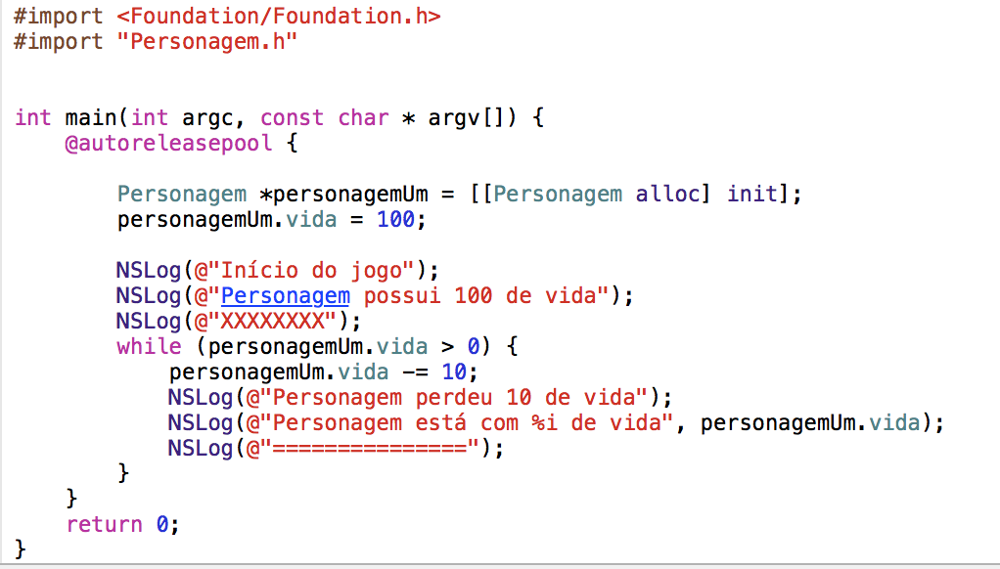 #import <Foundation/Foundation.h>
#import "Personagem.h"
int main(int argc, const char * argv[]) {
    @autoreleasepool {
        Personagem *personagemUm = [[Personagem alloc] init];
        personagemUm.vida = 100;
        NSLog(@"Início do jogo");
        NSLog(@"Personagem possui 100 de vida");
        NSLog(@"XXXXXXXX");
        while (personagemUm.vida > 0) {
            personagemUm.vida -= 10;
            NSLog(@"Personagem perdeu 10 de vida");
            NSLog(@"Personagem está com %i de vida", personagemUm.vida);
            NSLog(@"===============");
        }
    }
    return 0;
}